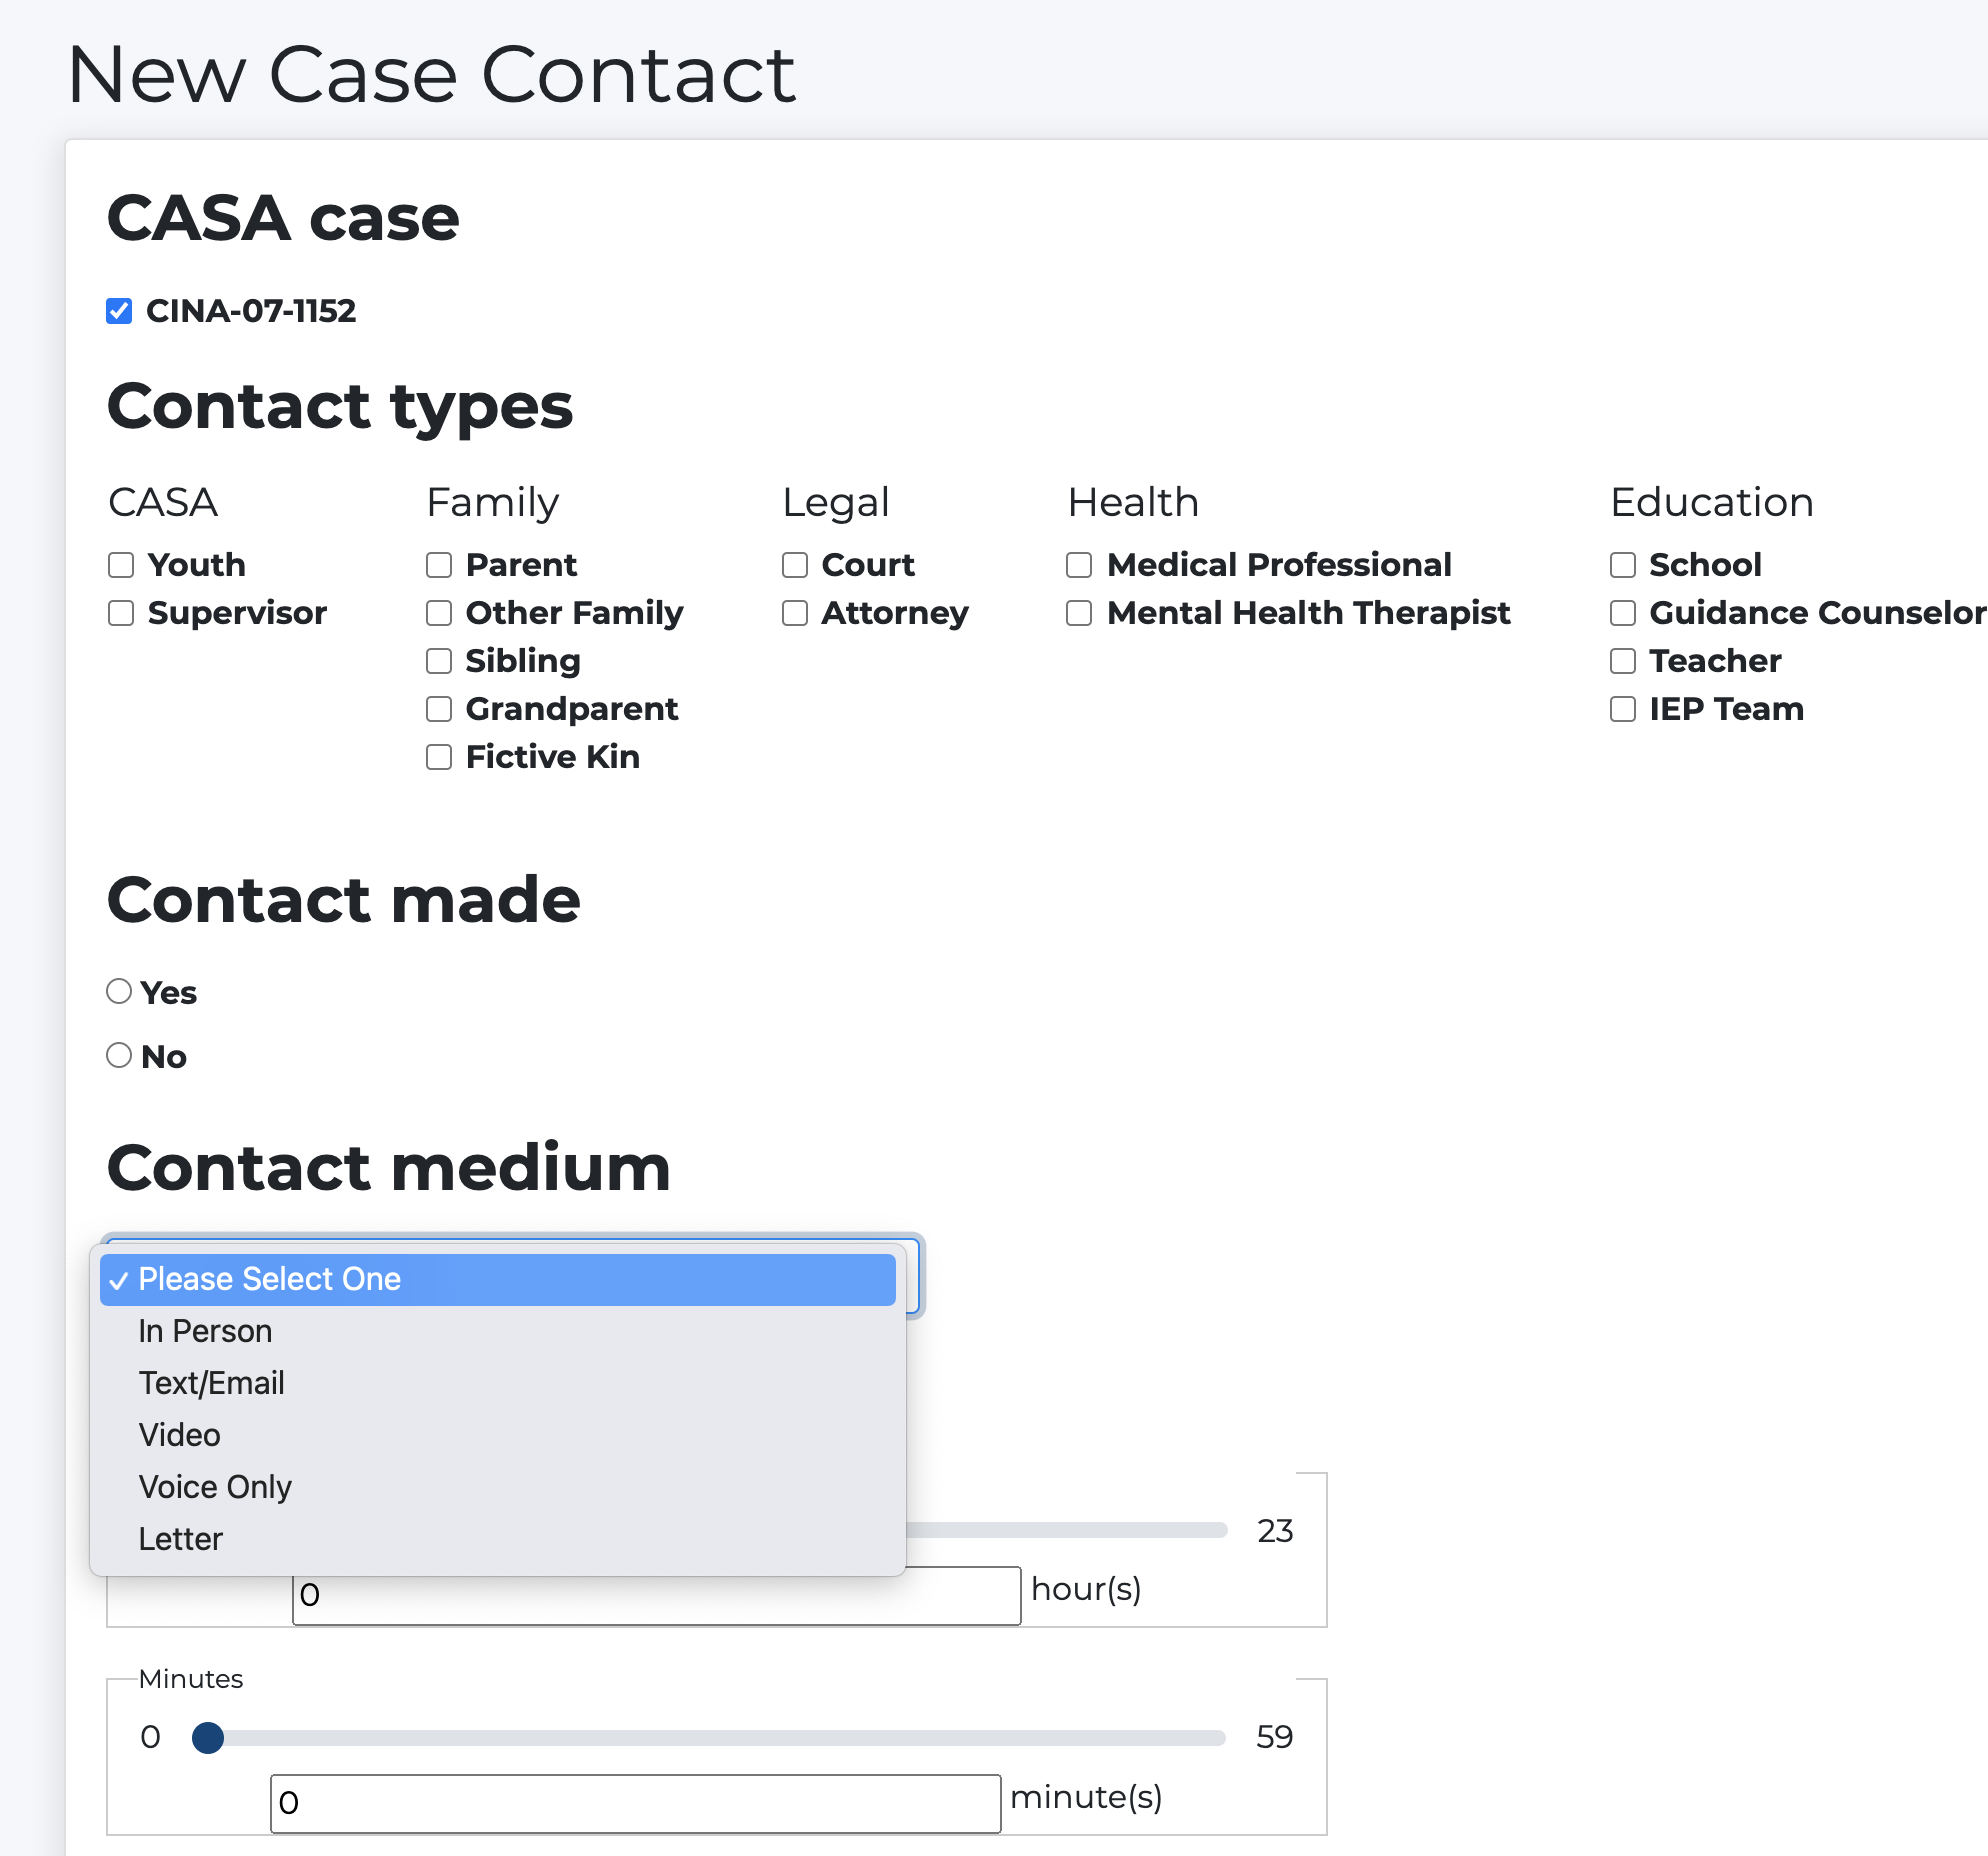 New Case Contact
CASA case
CINA-07-1152
Contact types
CASA
Youth
Supervisor
Family
Parent
Other Family
Sibling
Grandparent
Fictive Kin
Legal
Court
Attorney
Health
Medical Professional
Mental Health Therapist
Education
School
Guidance Counselor
Teacher
IEP Team
Contact made
Yes
No
Contact medium
Please Select One
In Person
Text/Email
Video
Voice Only
Letter
23
0 hour(s)
Minutes
0 59
0 minute(s)